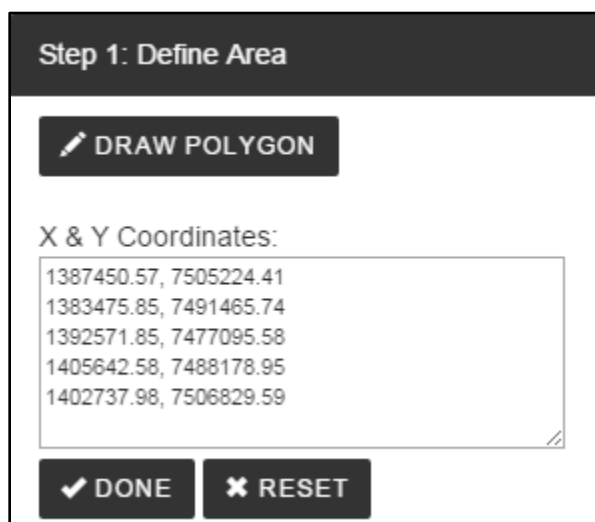 Step 1: Define Area
DRAW POLYGON
X & Y Coordinates:
1387450.57, 7505224.41
1383475.85, 7491465.74
1392571.85, 7477095.58
1405642.58, 7488178.95
1402737.98, 7506829.59
DONE
RESET